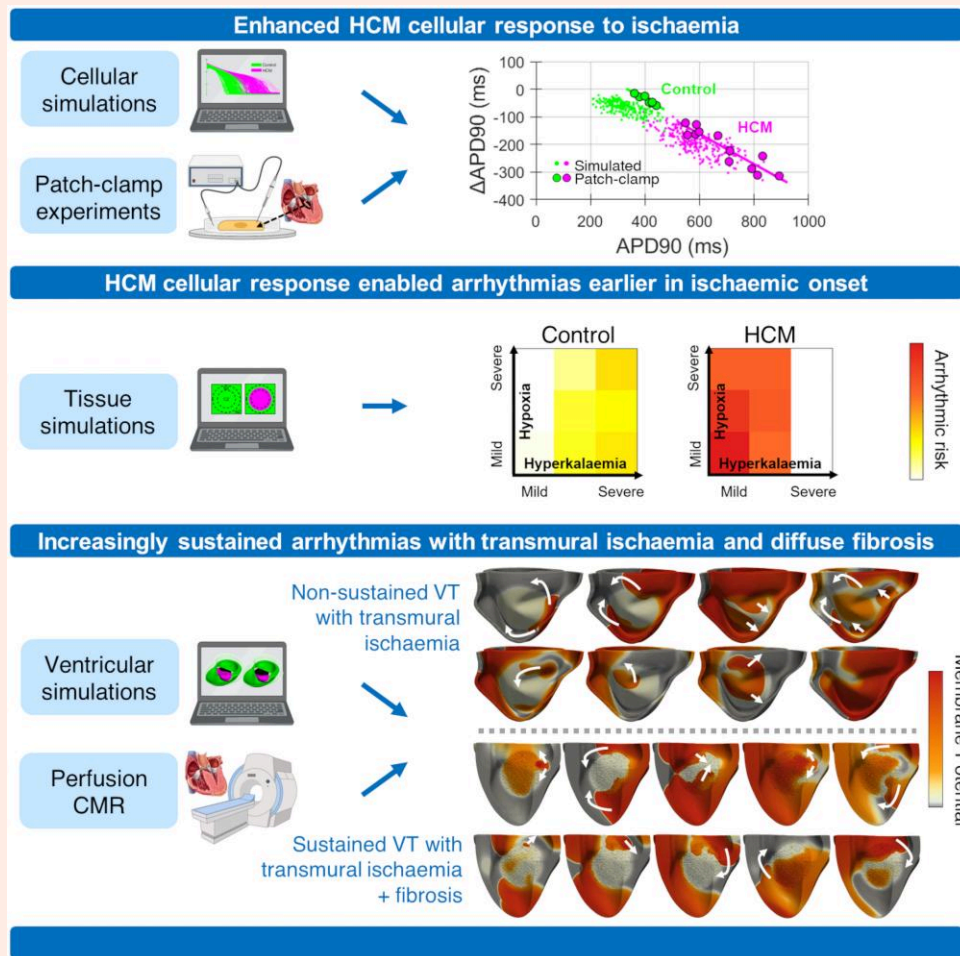 Enhanced HCM cellular response to ischaemia
Cellular
simulations
Control
HCM
Patch-clamp
experiments
ΔAPD90 (ms)
100
0
-100
-200
-300
-400
Control
HCM
Simulated
Patch-clamp
0
200
400
600
800
1000
APD90 (ms)
HCM cellular response enabled arrhythmias earlier in ischaemic onset
Tissue
simulations
Control
Severe
Mild
Hypoxia
Hyperkalaemia
Mild
Severe
HCM
Severe
Mild
Hypoxia
Hyperkalaemia
Mild
Severe
Arrhythmic risk
Increasingly sustained arrhythmias with transmural ischaemia and diffuse fibrosis
Non-sustained VT
with transmural
ischaemia
Ventricular
simulations
Perfusion
CMR
Sustained VT with
transmural ischaemia
+ fibrosis
Membrane Potential